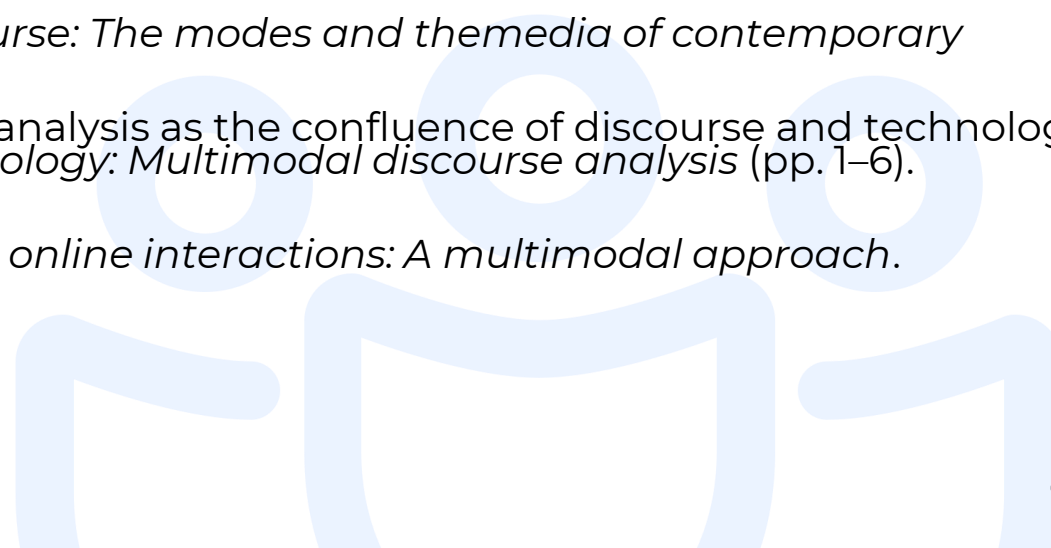 urse: The modes and themedia of contemporary
analysis as the confluence of discourse and technolog
ology: Multimodal discourse analysis (pp. 1–6).
online interactions: A multimodal approach.